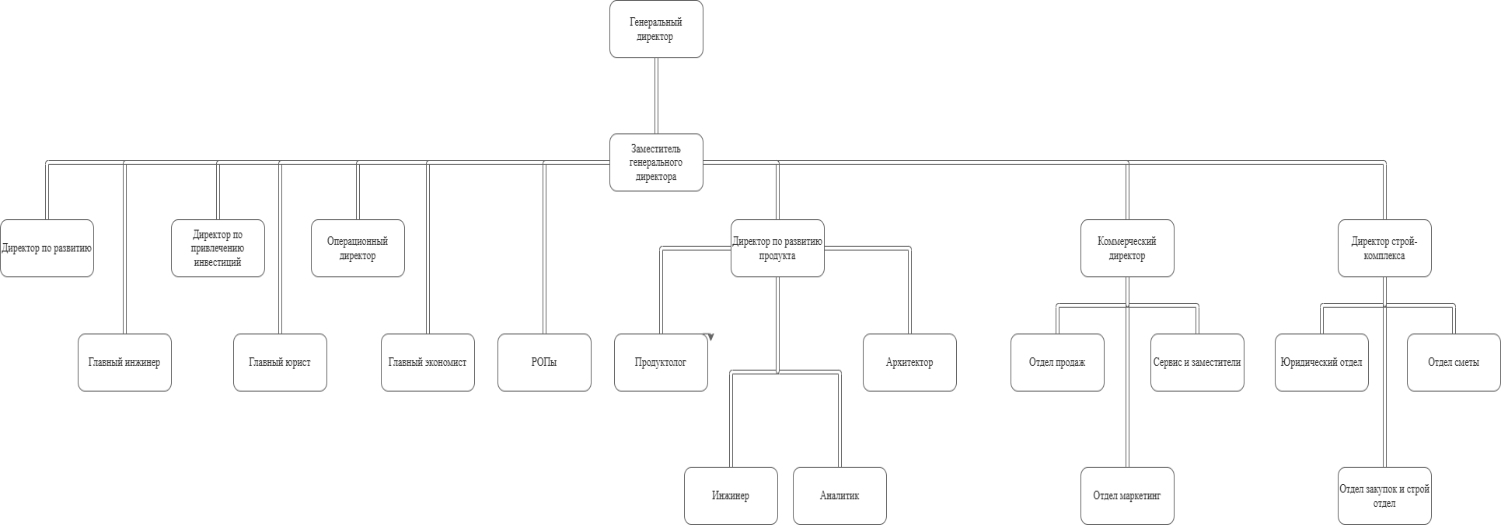 Генеральный
директор
Заместитель
генерального
директора
Директор по развитию
Директор по
привлечению
инвестиций
Операционный
директор
Директор по развитию
продукта
Коммерческий
директор
Директор строй-
комплекса
Главный инжинер
Главный юрист
Главный экономист
РОПы
Продуктолог
Архитектор
Отдел продаж
Сервис и заместители
Юридический отдел
Отдел сметы
Инжинер
Аналитик
Отдел маркетинг
Отдел закупок и строй
отдел